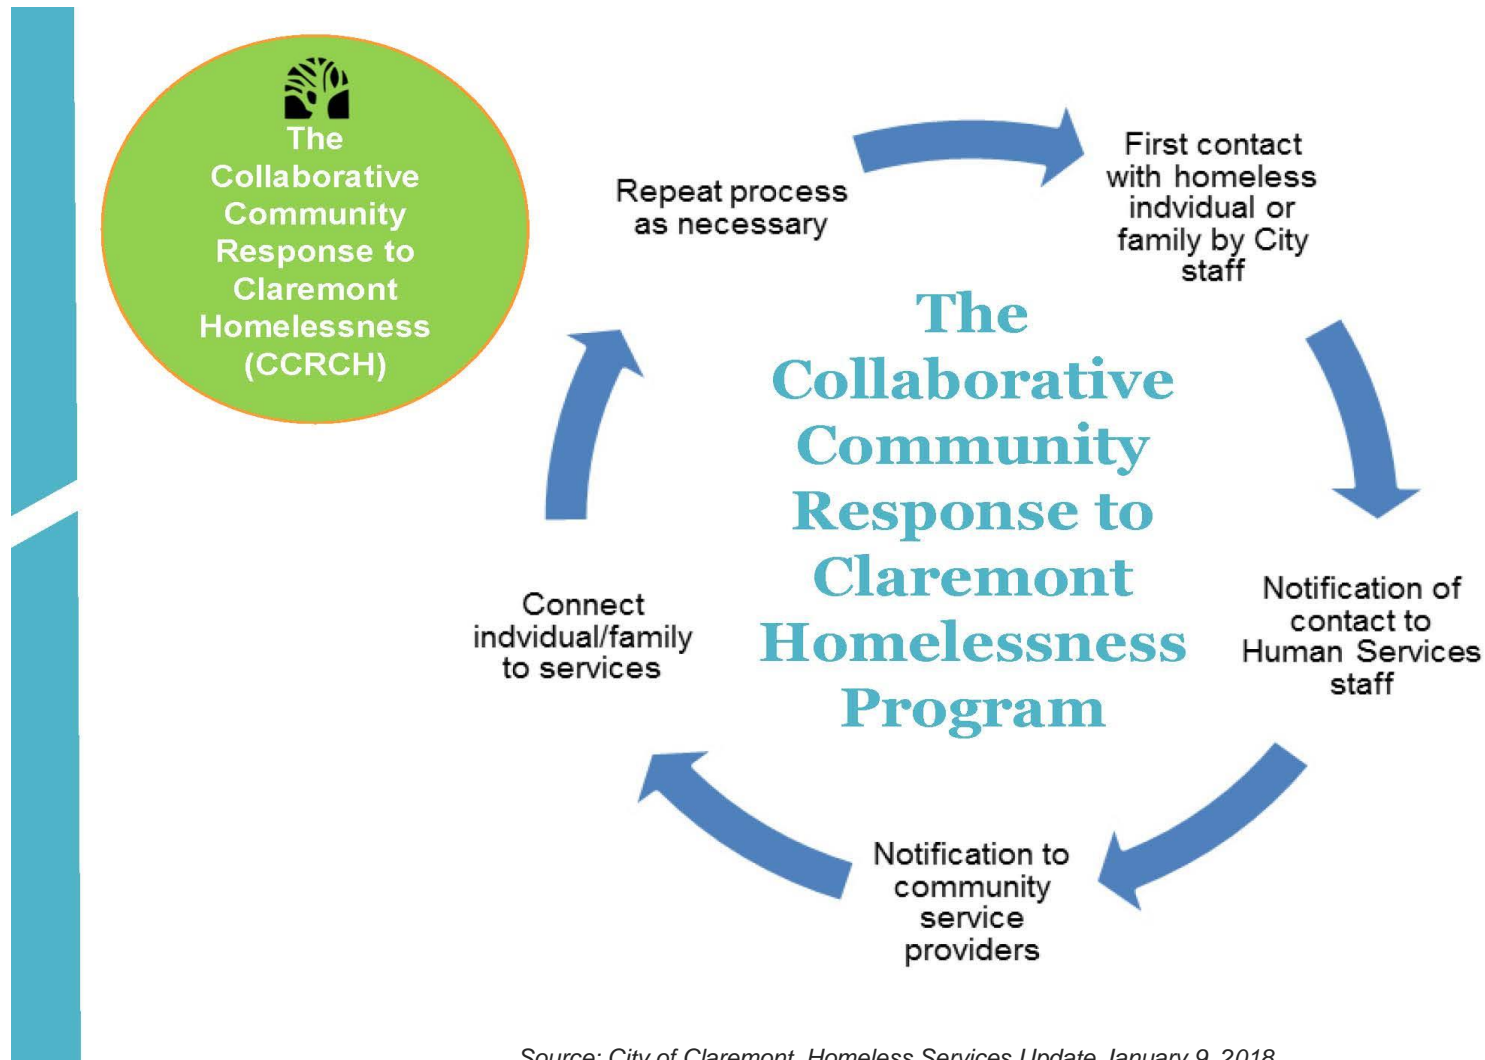 The
Collaborative
Community
Response to
Claremont
Homelessness
(CCRCH)
First contact
with homeless
indvidual or
family by City
staff
Notification of
contact to
Human Services
staff
Notification to
community
service
providers
Connect
indvidual/family
to services
Repeat process
as necessary
The
Collaborative
Community
Response to
Claremont
Homelessness
Program
Source: City of Claremont, Homeless Services Update January 9, 2018